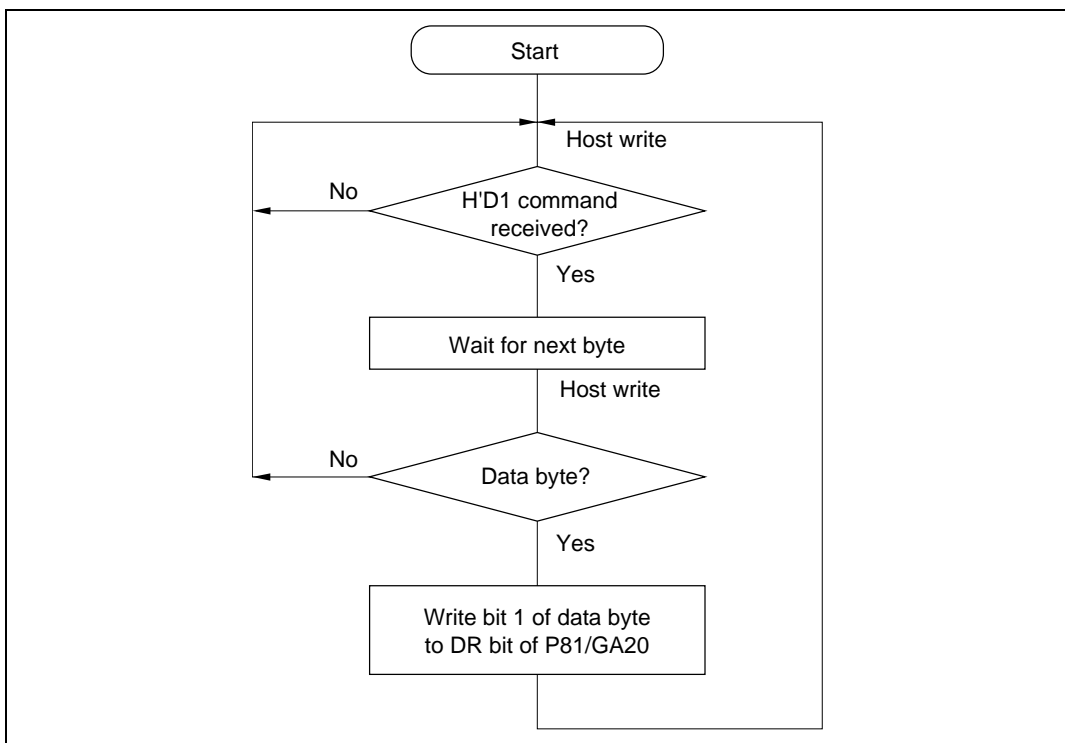 Start
Host write
No
H'D1 command
received?
Yes
Wait for next byte
Host write
No
Data byte?
Yes
Write bit 1 of data byte
to DR bit of P81/GA20